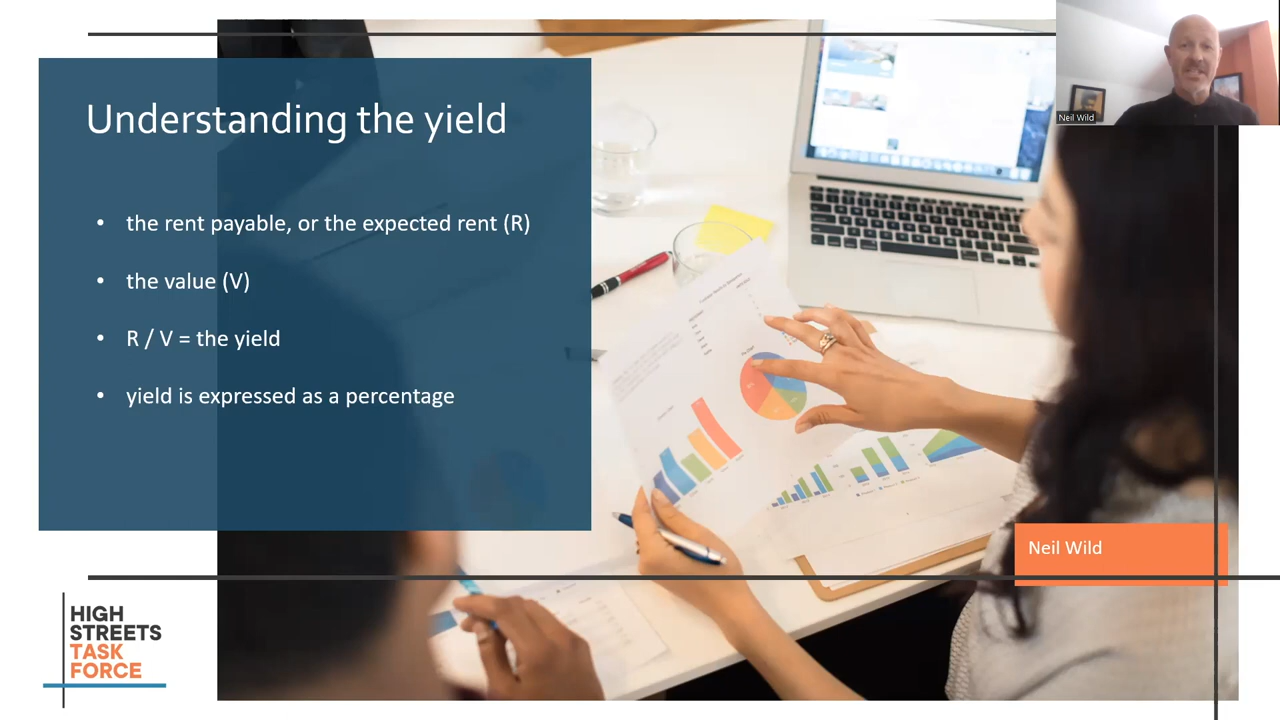 Understanding the yield
• the rent payable, or the expected rent (R)
• the value (V)
• R / V = the yield
• yield is expressed as a percentage
Neil Wild
Neil Wild
HIGH
STREETS
TASK
FORCE